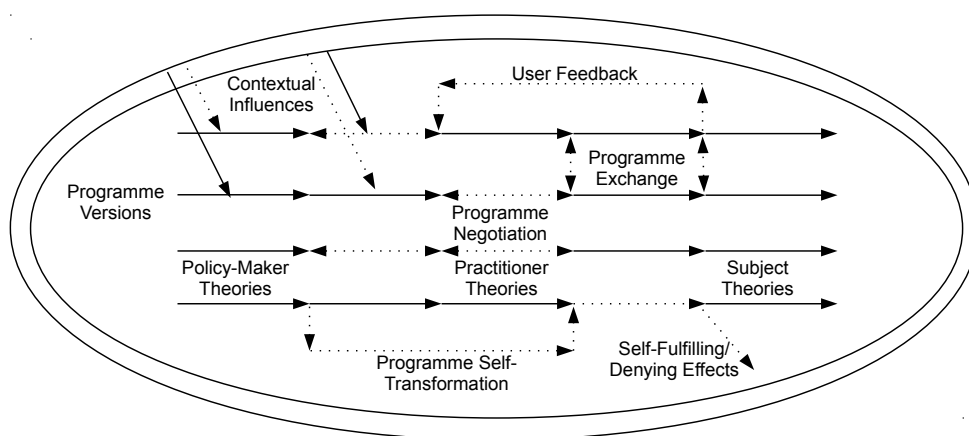 User Feedback
Contextual
Influences
Programme
Exchange
Programme
Versions
Programme
Negotiation
Policy-Maker
Theories
Practitioner
Theories
Subject
Theories
Programme Self-
Transformation
Self-Fulfilling/
Denying Effects